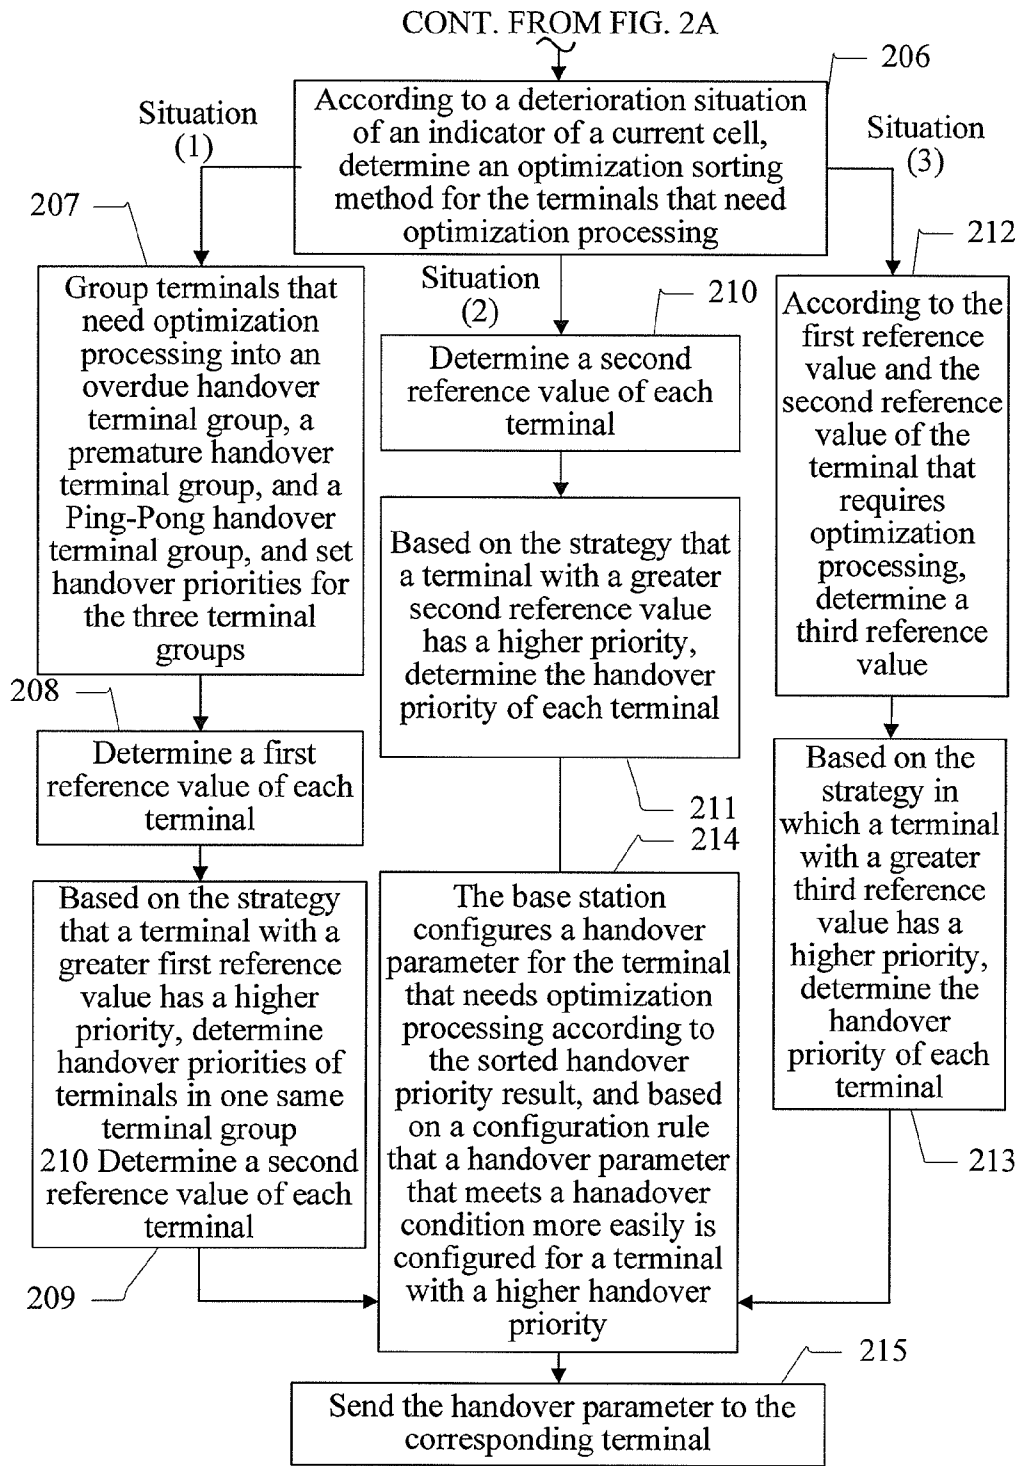 CONT. FROM FIG. 2A
206
According to a deterioration situation
of an indicator of a current cell,
determine an optimization sorting
method for the terminals that need
optimization processing
Situation
(1)
Situation
(3)
207
Group terminals that
need optimization
processing into an
overdue handover
terminal group, a
premature handover
terminal group, and a
Ping-Pong handover
terminal group, and set
handover priorities for
the three terminal
groups
208
Determine a first
reference value of each
terminal
Based on the strategy
that a terminal with a
greater first reference
value has a higher
priority, determine
handover priorities of
terminals in one same
terminal group
210 Determine a second
reference value of each
terminal
209
Situation
(2)
210
Determine a second
reference value of each
terminal
Based on the strategy that
a terminal with a greater
second reference value
has a higher priority,
determine the handover
priority of each terminal
211
212
According to the
first reference
value and the
second reference
value of the
terminal that
requires
optimization
processing,
determine a
third reference
value
Based on the
strategy in
which a terminal
with a greater
third reference
value has a
higher priority,
determine the
handover
priority of each
terminal
213
214
The base station
configures a handover
parameter for the terminal
that needs optimization
processing according to
the sorted handover
priority result, and based
on a configuration rule
that a handover parameter
that meets a hanadover
condition more easily is
configured for a terminal
with a higher handover
priority
215
Send the handover parameter to the
corresponding terminal